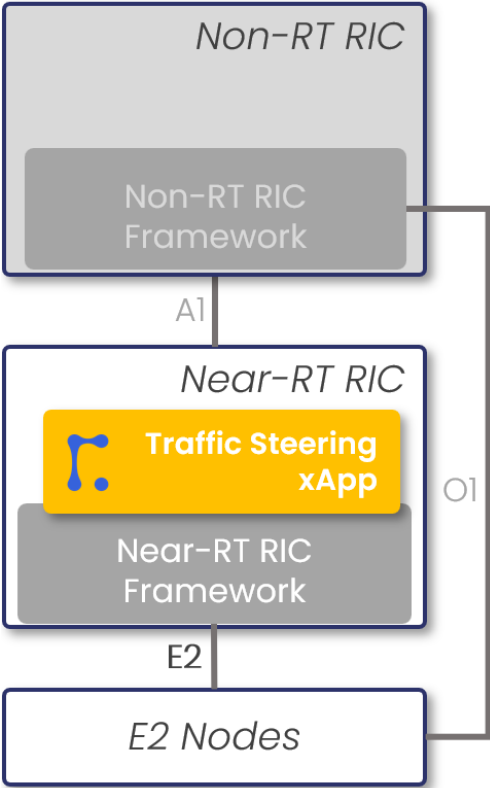 Non-RT RIC
Non-RT RIC
Framework
A1
Near-RT RIC
Traffic Steering
xApp
O1
Near-RT RIC
Framework
E2
E2 Nodes